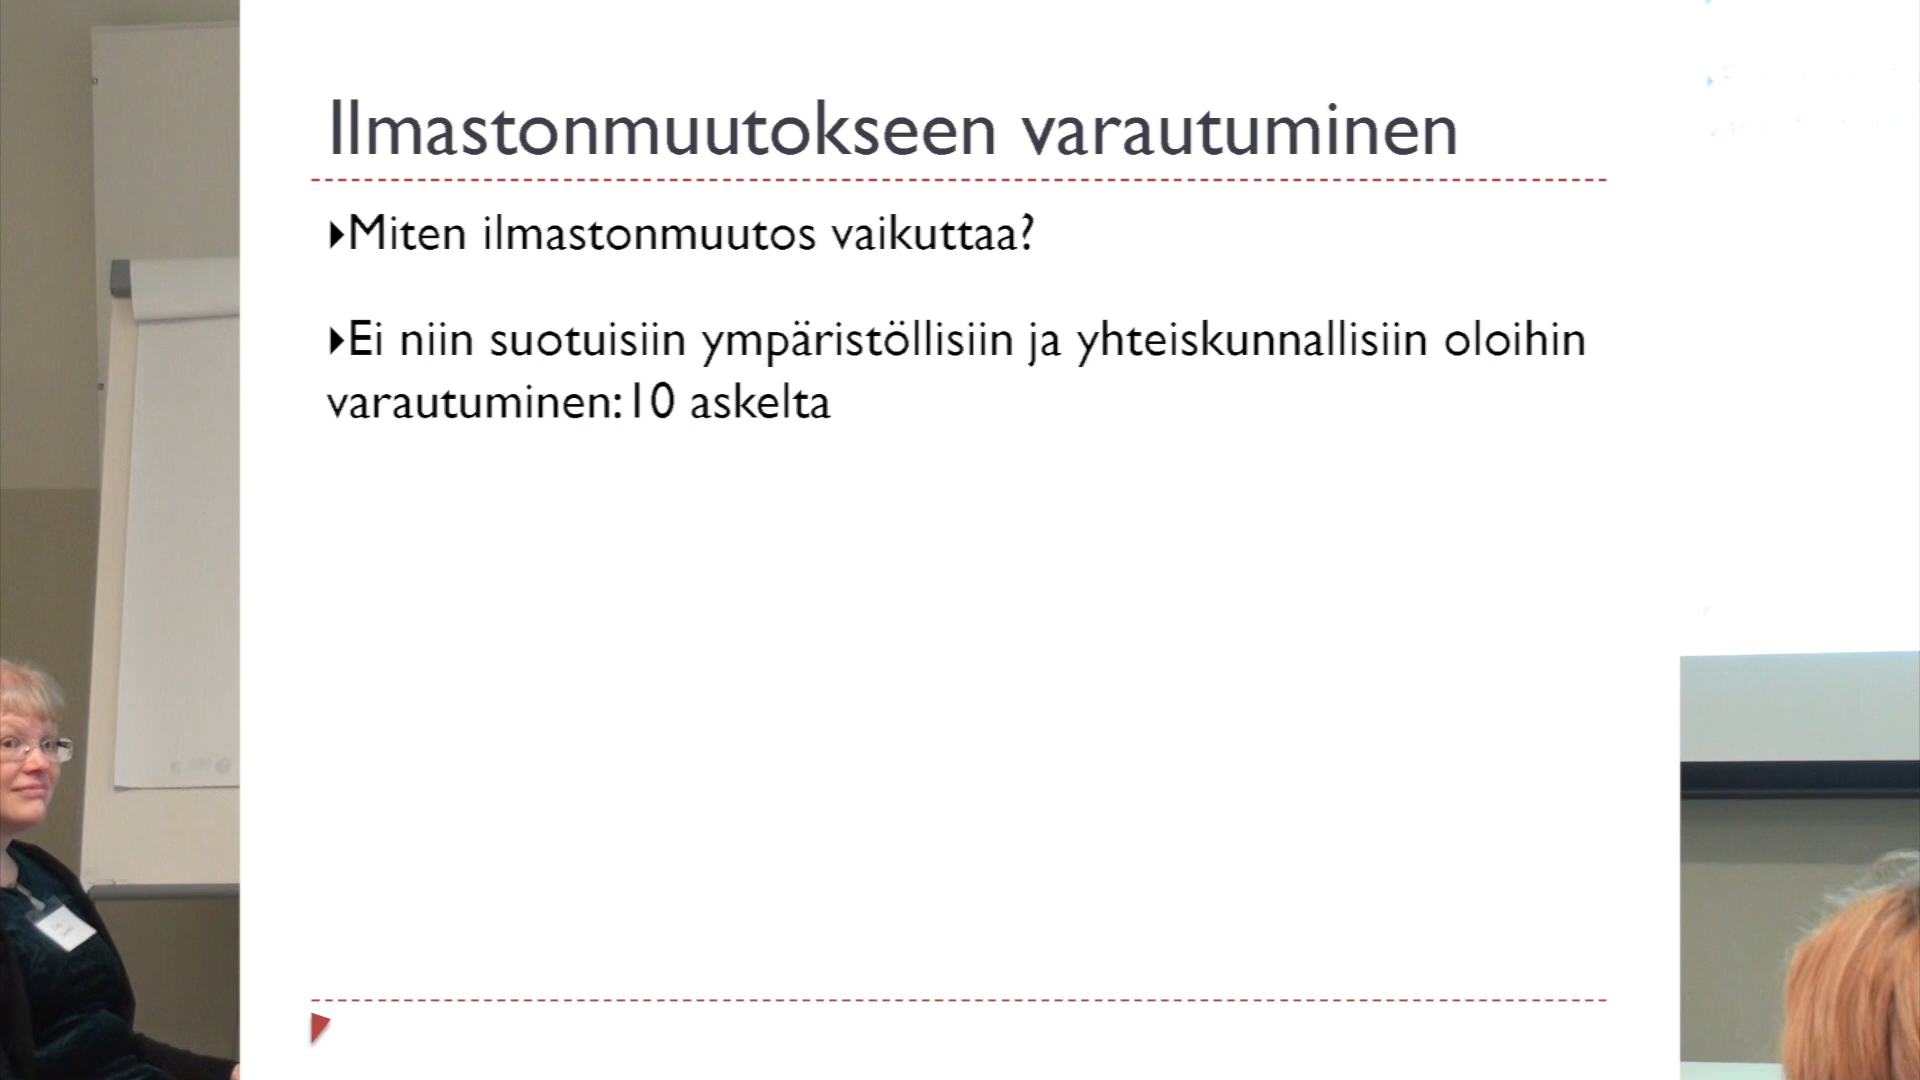 Ilmastonmuutokseen varautuminen
Miten ilmastonmuutos vaikuttaa?
Ei niin suotuisiin ympäristöllisiin ja yhteiskunnallisiin oloihin
varautuminen:10 askelta